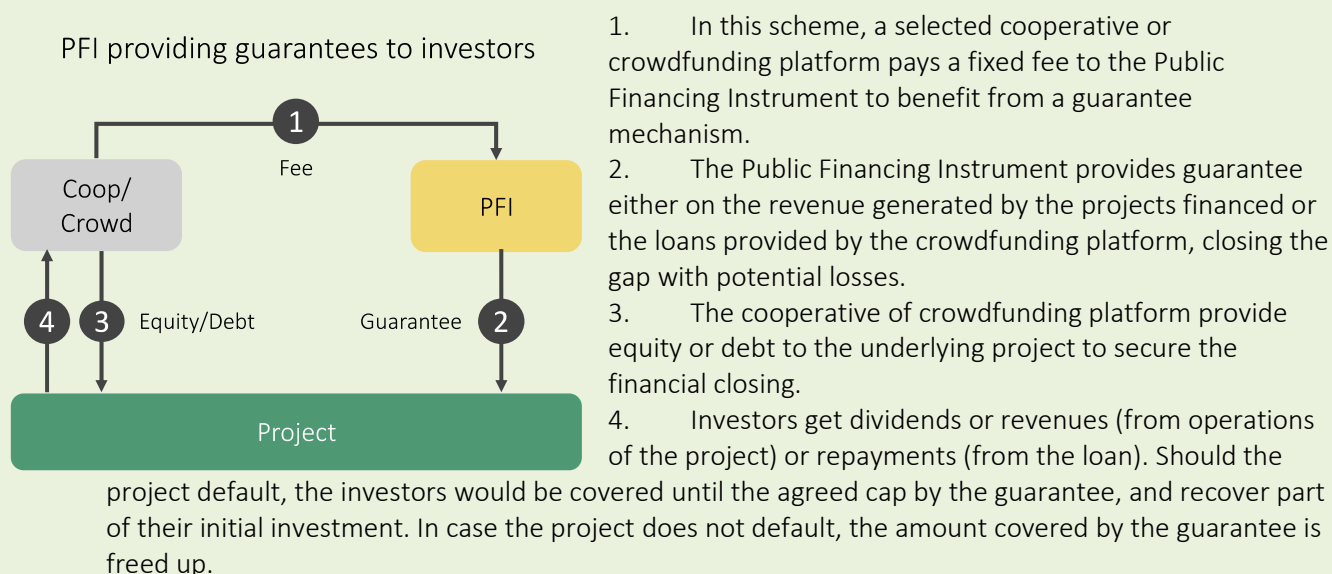 PFI providing guarantees to investors
1
Fee
Coop/
Crowd
PFI
4
3
Equity/Debt
Guarantee
2
Project
1. In this scheme, a selected cooperative or
crowdfunding platform pays a fixed fee to the Public
Financing Instrument to benefit from a guarantee
mechanism.
2. The Public Financing Instrument provides guarantee
either on the revenue generated by the projects financed or
the loans provided by the crowdfunding platform, closing the
gap with potential losses.
3. The cooperative of crowdfunding platform provide
equity or debt to the underlying project to secure the
financial closing.
4. Investors get dividends or revenues (from operations
of the project) or repayments (from the loan). Should the
project default, the investors would be covered until the agreed cap by the guarantee, and recover part
of their initial investment. In case the project does not default, the amount covered by the guarantee is
freed up.